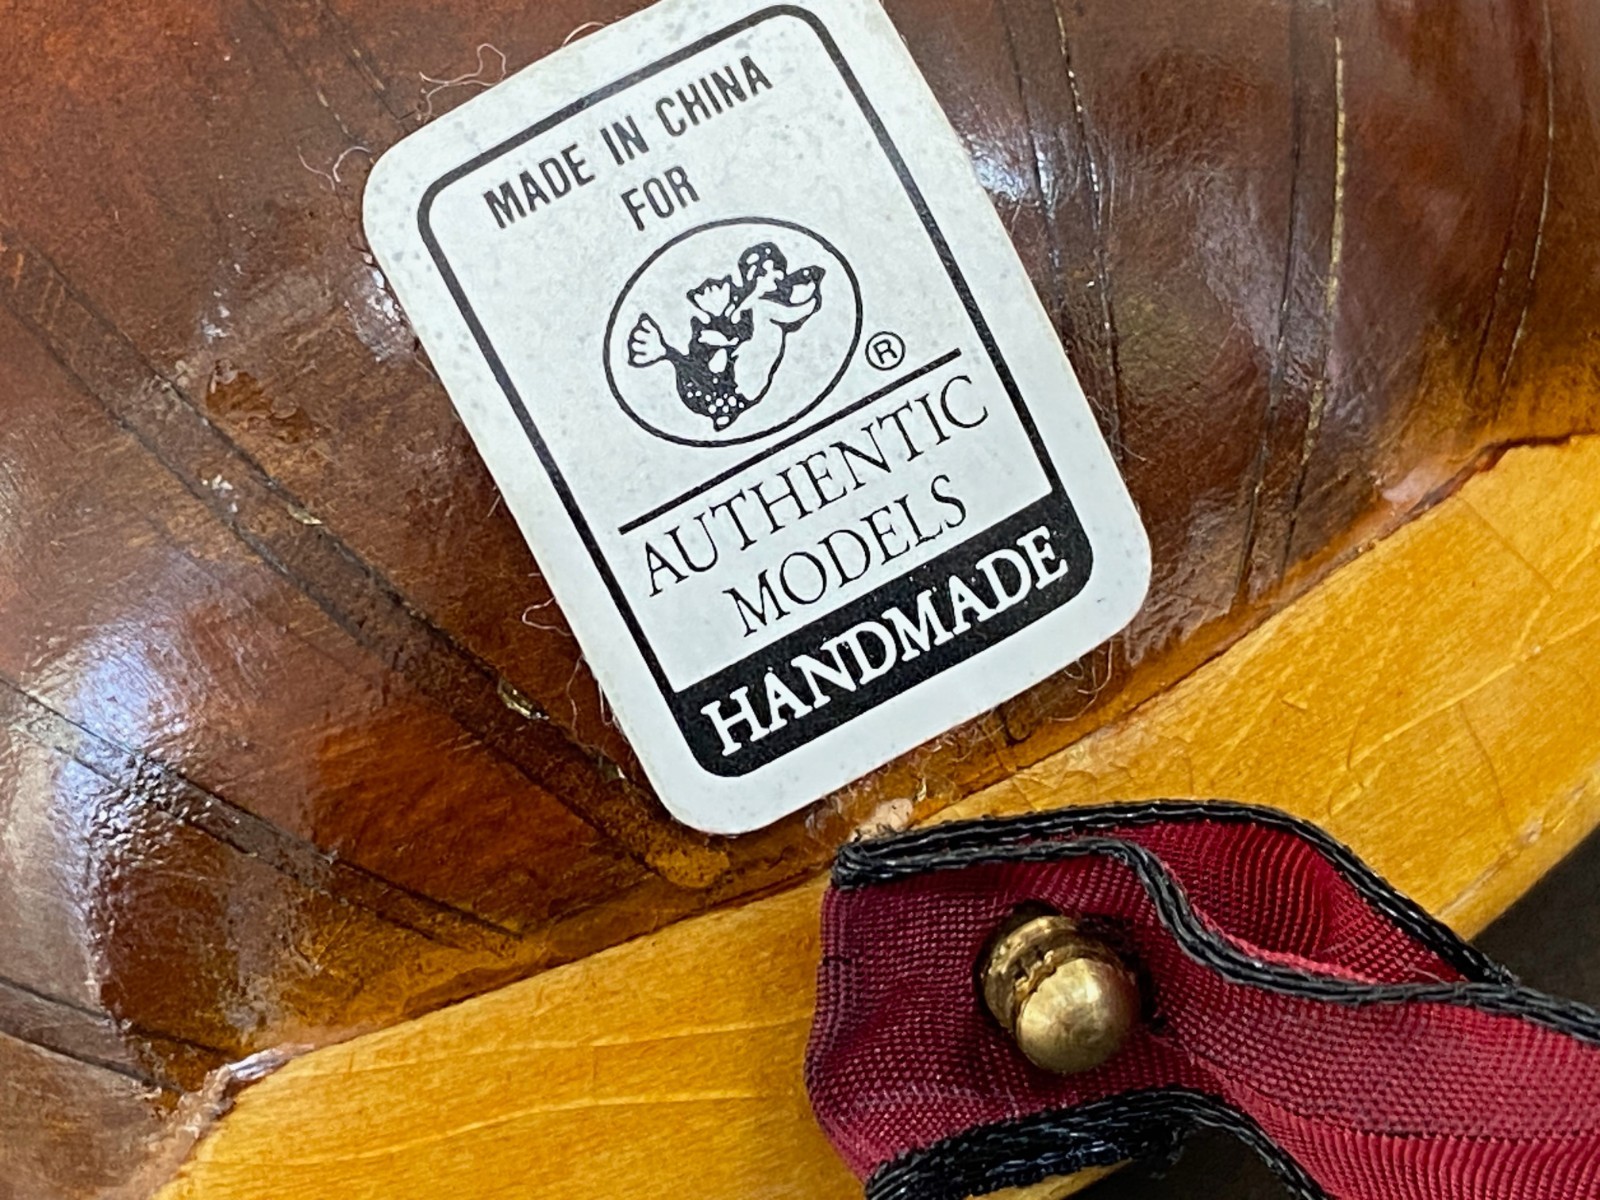 MADE IN CHINA
FOR
®
AUTHENTIC
MODELS
HANDMADE